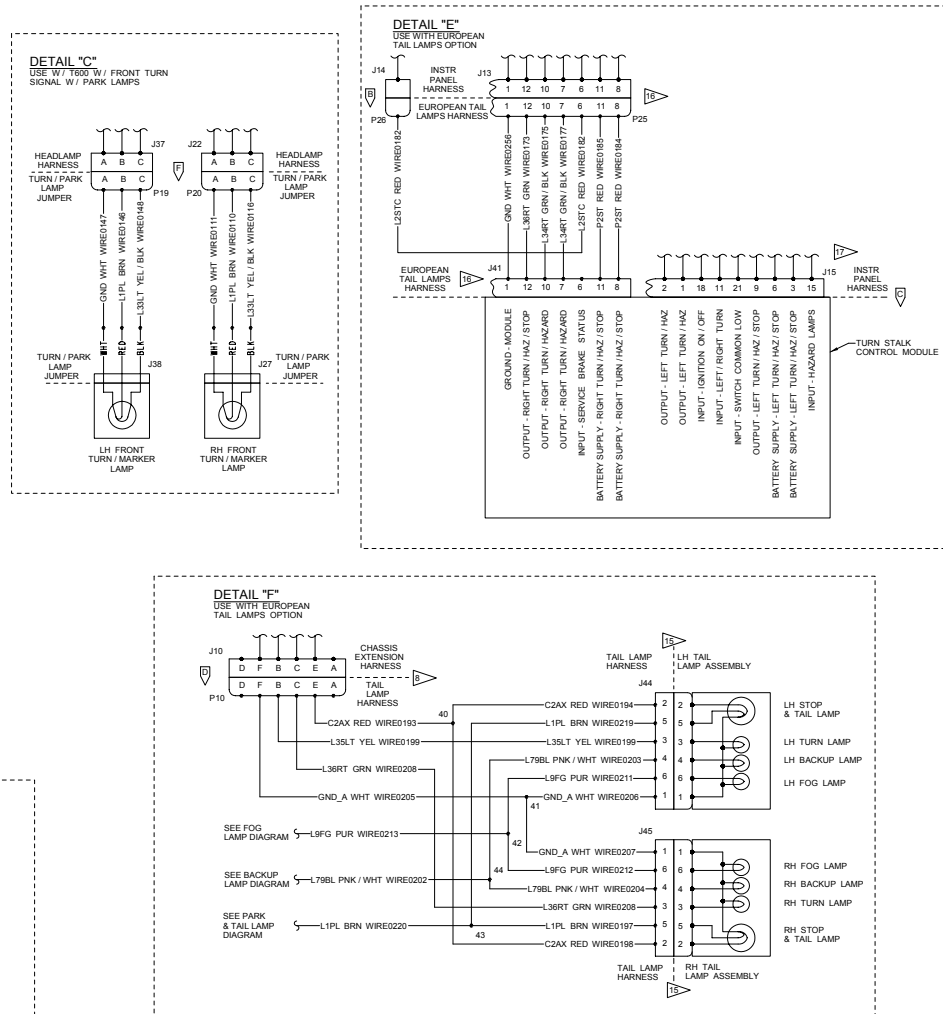 DETAIL "C"
USE W/ T600 W/ FRONT TURN
SIGNAL W/ PARK LAMPS
J37
J22
HEADLAMP
HARNESS
A B C
F
A B C
HEADLAMP
HARNESS
TURN / PARK
LAMP
JUMPER
A B C
P19
P20
A B C
TURN / PARK
LAMP
JUMPER
GND WHT WIRE0147
L1PL BRN WIRE0146
L33LT YEL / BLK WIRE0148
GND WHT WIRE0111
L1PL BRN WIRE0110
L33LT YEL / BLK WIRE0116
WHT
RED
BLK
WHT
RED
BLK
TURN / PARK
LAMP
JUMPER
J38
J27
TURN / PARK
LAMP
JUMPER
LH FRONT
TURN / MARKER
LAMP
RH FRONT
TURN / MARKER
LAMP
DETAIL "E"
USE WITH EUROPEAN
TAIL LAMPS OPTION
J14
INSTR
PANEL
HARNESS
J13
1 12 10 7 6 11 8
B
16
EUROPEAN TAIL
LAMPS HARNESS
1 12 10 7 6 11 8
P26
P25
L2STC RED WIRE0182
GND WHT WIRE0256
L36RT GRN WIRE0173
L34RT GRN / BLK WIRE0175
L34RT GRN / BLK WIRE0177
L2STC RED WIRE0182
P2ST RED WIRE0185
P2ST RED WIRE0184
EUROPEAN TAIL
LAMPS HARNESS
16
J41
1 12 10 7 6 11 8
17
J15
2 1 18 11 21 9 6 3 15
INSTR
PANEL
HARNESS
C
GROUND - MODULE
OUTPUT - RIGHT TURN / HAZ / STOP
OUTPUT - RIGHT TURN / HAZARD
OUTPUT - RIGHT TURN / HAZARD
INPUT - SERVICE BRAKE STATUS
BATTERY SUPPLY - RIGHT TURN / HAZ / STOP
BATTERY SUPPLY - RIGHT TURN / HAZ / STOP
OUTPUT - LEFT TURN / HAZ
OUTPUT - LEFT TURN / HAZ
INPUT - IGNITION ON / OFF
INPUT - LEFT / RIGHT TURN
INPUT - SWITCH COMMON LOW
OUTPUT - LEFT TURN / HAZ / STOP
BATTERY SUPPLY - LEFT TURN / HAZ / STOP
BATTERY SUPPLY - LEFT TURN / HAZ / STOP
INPUT - HAZARD LAMPS
TURN STALK
CONTROL MODULE
DETAIL "F"
USE WITH EUROPEAN
TAIL LAMPS OPTION
J10
D F B C E A
CHASSIS
EXTENSION
HARNESS
D
8
P10
D F B C E A
TAIL
LAMP
HARNESS
15
TAIL LAMP
HARNESS
LH TAIL
LAMP ASSEMBLY
J44
C2AX RED WIRE0193
40
C2AX RED WIRE0194
2 2
LH STOP
& TAIL LAMP
L1PL BRN WIRE0219
5 5
L35LT YEL WIRE0199
L35LT YEL WIRE0199
3 3
LH TURN LAMP
L79BL PNK / WHT WIRE0203
4 4
LH BACKUP LAMP
L36RT GRN WIRE0208
L9FG PUR WIRE0211
6 6
LH FOG LAMP
GND_A WHT WIRE0205
GND_A WHT WIRE0206
1 1
41
SEE FOG
LAMP DIAGRAM
L9FG PUR WIRE0213
42
J45
GND_A WHT WIRE0207
1 1
L9FG PUR WIRE0212
6 6
RH FOG LAMP
SEE BACKUP
LAMP DIAGRAM
L79BL PNK / WHT WIRE0202
44
L79BL PNK / WHT WIRE0204
4 4
RH BACKUP LAMP
L36RT GRN WIRE0208
3 3
RH TURN LAMP
SEE PARK
& TAIL LAMP
DIAGRAM
L1PL BRN WIRE0220
43
L1PL BRN WIRE0197
5 5
RH STOP
& TAIL LAMP
C2AX RED WIRE0198
2 2
TAIL LAMP
HARNESS
RH TAIL
LAMP ASSEMBLY
15